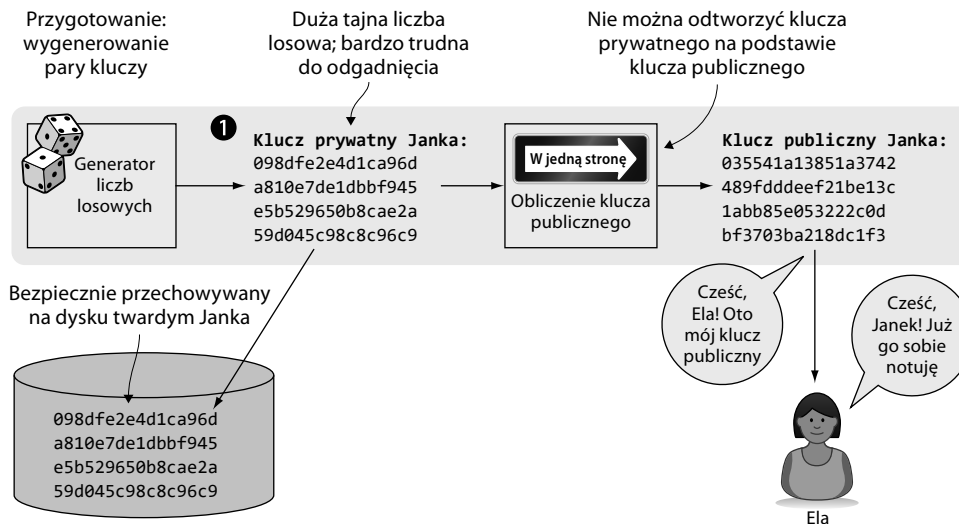 Przygotowanie:
wygenerowanie
pary kluczy
Duża tajna liczba
losowa; bardzo trudna
do odgadnięcia
Nie można odtworzyć klucza
prywatnego na podstawie
klucza publicznego
1
Generator
liczb
losowych
Klucz prywatny Janka:
098dfe2e4d1ca96d
a810e7de1dbbf945
e5b529650b8cae2a
59d045c98c8c96c9
W jedną stronę
Obliczenie klucza
publicznego
Klucz publiczny Janka:
035541a13851a3742
489fdddeef21be13c
1abb85e053222c0d
bf3703ba218dc1f3
Bezpiecznie przechowywany
na dysku twardym Janka
098dfe2e4d1ca96d
a810e7de1dbbf945
e5b529650b8cae2a
59d045c98c8c96c9
Cześć,
Ela! Oto
mój klucz
publiczny
Cześć,
Janek! Już
go sobie
notuję
Ela